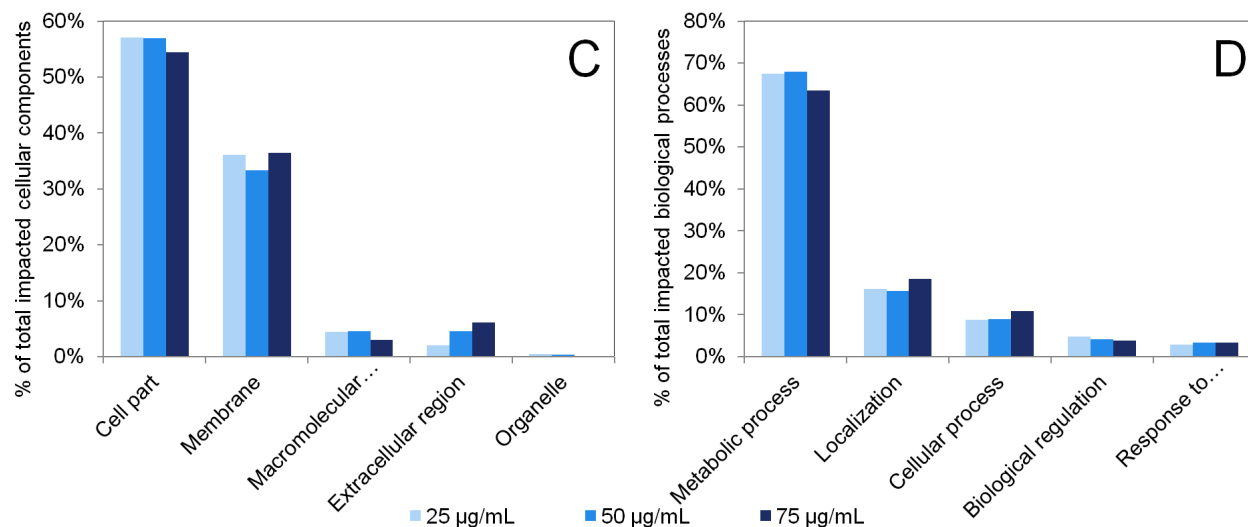 C
% of total impacted cellular components
60%
50%
40%
30%
20%
10%
0%
Cell part
Membrane
Macromolecular…
Extracellular region
Organelle
D
% of total impacted biological processes
80%
70%
60%
50%
40%
30%
20%
10%
0%
Metabolic process
Localization
Cellular process
Biological regulation
Response to…
25 µg/mL
50 µg/mL
75 µg/mL